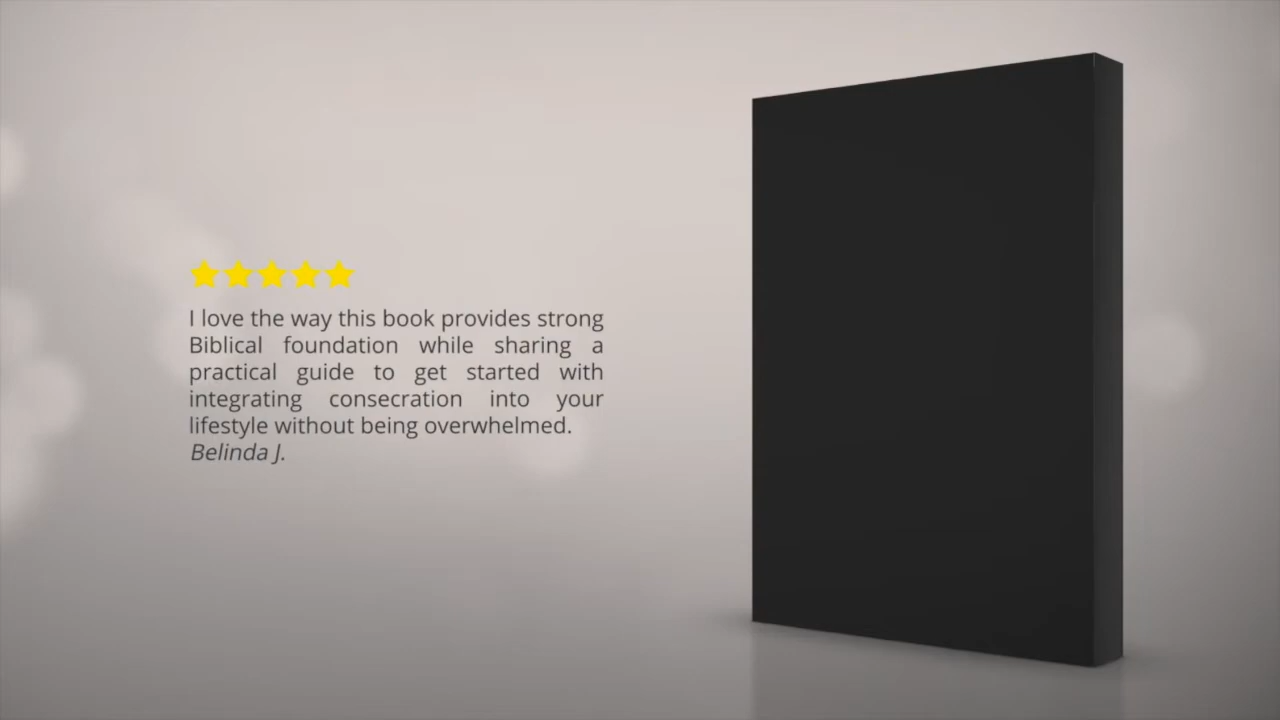 I love the way this book provides strong
Biblical foundation while sharing a
practical guide to get started with
integrating consecration into your
lifestyle without being overwhelmed.
Belinda J.